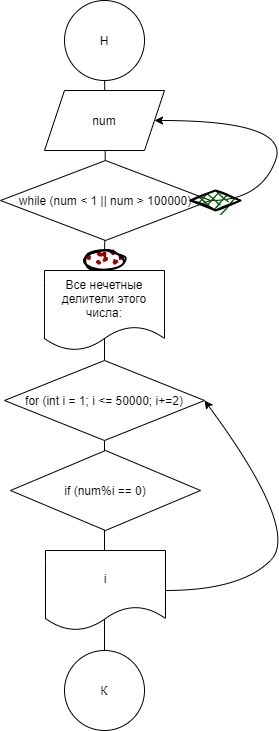 Н
num
while (num < 1 || num > 100000)
Все нечетные
делители этого
числа:
for (int i = 1; i <= 50000; i+=2)
if (num%i == 0)
i
К